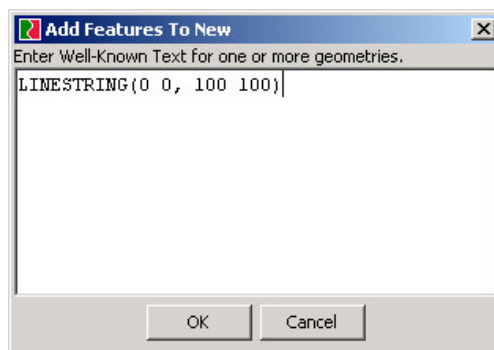 Add Features To New
Enter Well-Known Text for one or more geometries.
LINESTRING(0 0, 100 100)
OK Cancel